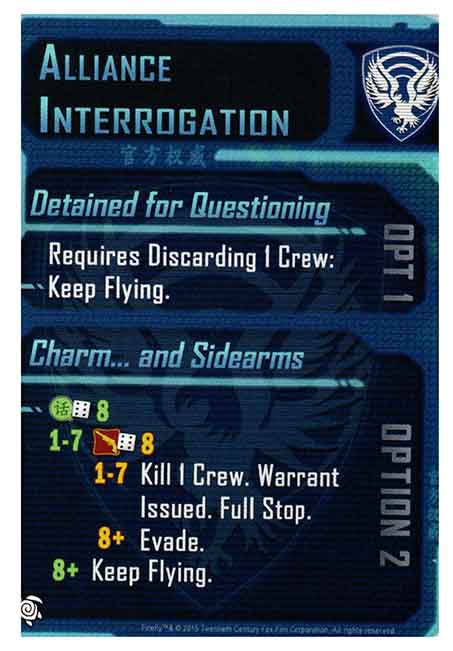 ALLIANCE
INTERROGATION
官方权威
Detained for Questioning
Requires Discarding 1 Crew:
Keep Flying.
OPT 1
Charm... and Sidearms
话 8
1-7 8
1-7 Kill 1 Crew. Warrant
Issued. Full Stop.
8+ Evade.
8+ Keep Flying.
OPTION 2
Firefly™& © 2015 Twentieth Century Fox Film Corporation. All rights reserved.